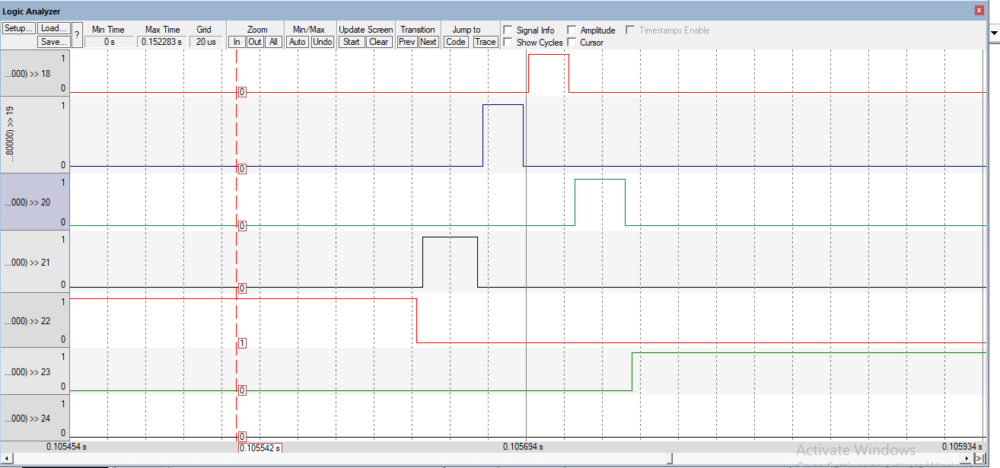 Logic Analyzer
Setup... Load... Min Time Max Time Grid Zoom Min/Max Update Screen Transition Jump to Signal Info Amplitude Timestamps Enable
Save... ? 0 s 0.152283 s 20 us In Out All Auto Undo Start Clear Prev Next Code Trace Show Cycles Cursor
1
...000) >> 18
0
0
1
...80000) >> 19
0
0
1
...000) >> 20
0
0
1
...000) >> 21
0
0
1
...000) >> 22
0
1
1
...000) >> 23
0
0
1
...000) >> 24
0
0
0.105454 s 0.105542 s 0.105694 s 0.105934 s
Activate Windows